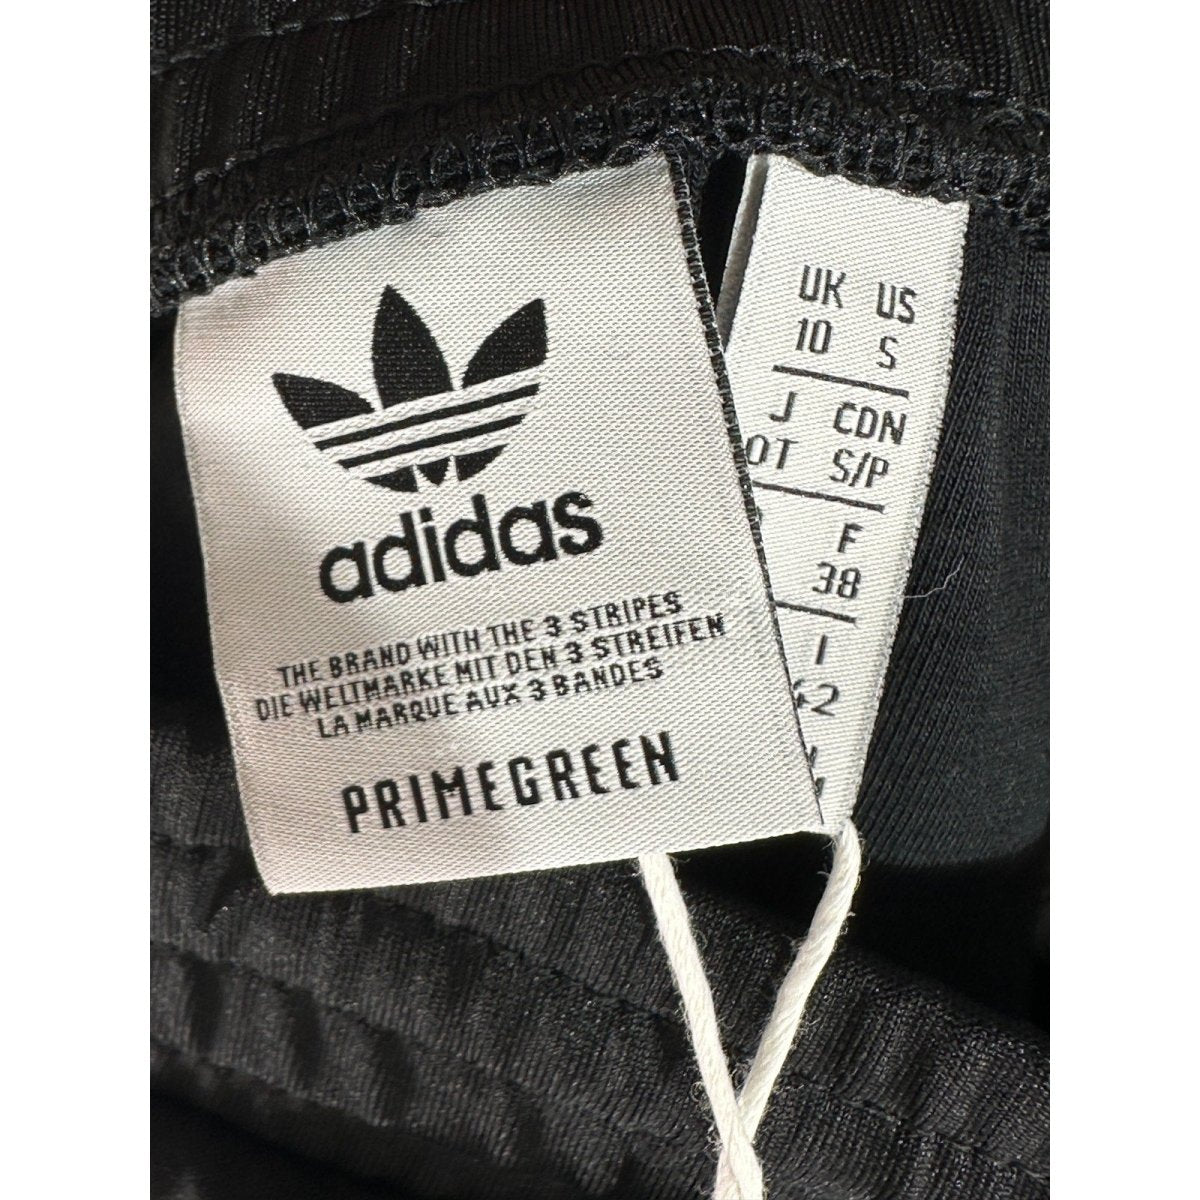 adidas
THE BRAND WITH THE 3 STRIPES
DIE WELTMARKE MIT DEN 3 STREIFEN
LA MARQUE AUX 3 BANDES
PRIMEGREEN
UK US
10 S
J CDN
OT S/P
F
38
I
42